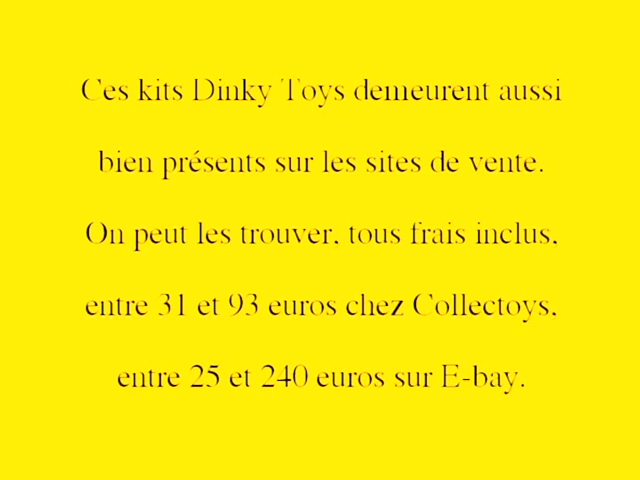 Ces kits Dinky Toys demeurent aussi
bien présents sur les sites de vente.
On peut les trouver, tous frais inclus,
entre 31 et 93 euros chez Collectoys,
entre 25 et 240 euros sur E-bay.